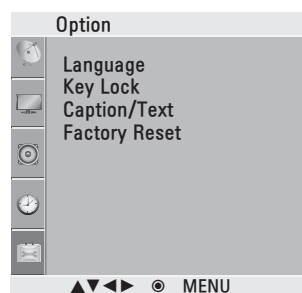 Option
Language
Key Lock
Caption/Text
Factory Reset
▲▼◄► ◉ MENU